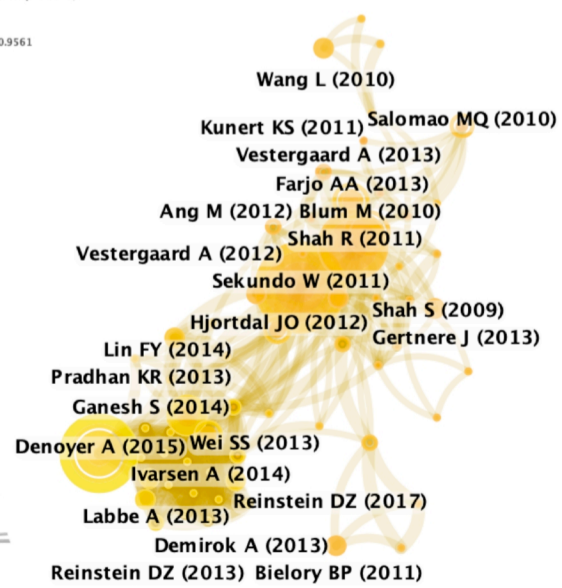 0.9561
Wang L (2010)
Salomao MQ (2010)
Kunert KS (2011)
Vestergaard A (2013)
Farjo AA (2013)
Ang M (2012) Blum M (2010)
Shah R (2011)
Vestergaard A (2012)
Sekundo W (2011)
Shah S (2009)
Hjortdal JO (2012)
Gertnere J (2013)
Lin FY (2014)
Pradhan KR (2013)
Ganesh S (2014)
Denoyer A (2015) Wei SS (2013)
Ivarsen A (2014)
Reinstein DZ (2017)
Labbe A (2013)
Demirok A (2013)
Reinstein DZ (2013) Bielory BP (2011)